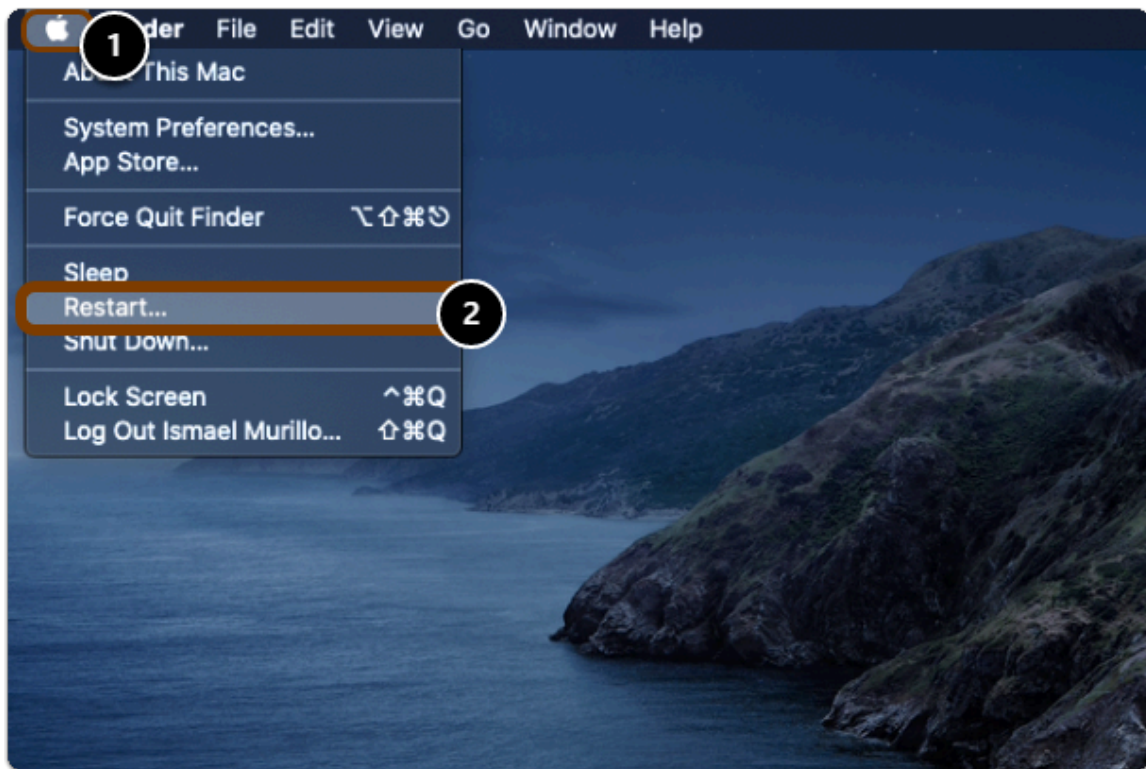 1
der File Edit View Go Window Help
About This Mac
System Preferences...
App Store...
Force Quit Finder ⌥⇧⌘⎋
Sleep
Restart...
2
Shut Down...
Lock Screen ^⌘Q
Log Out Ismael Murillo... ⇧⌘Q